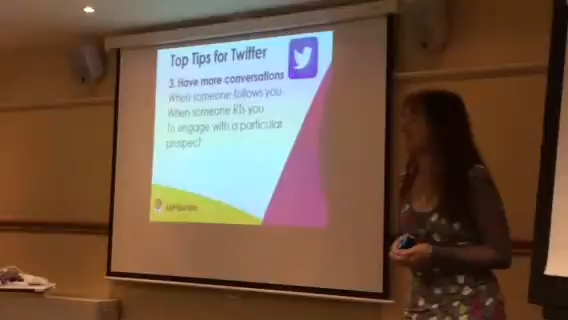 Top Tips for Twitter
3. Have more conversations
When someone follows you
When someone RTs you
To engage with a particular
prospect